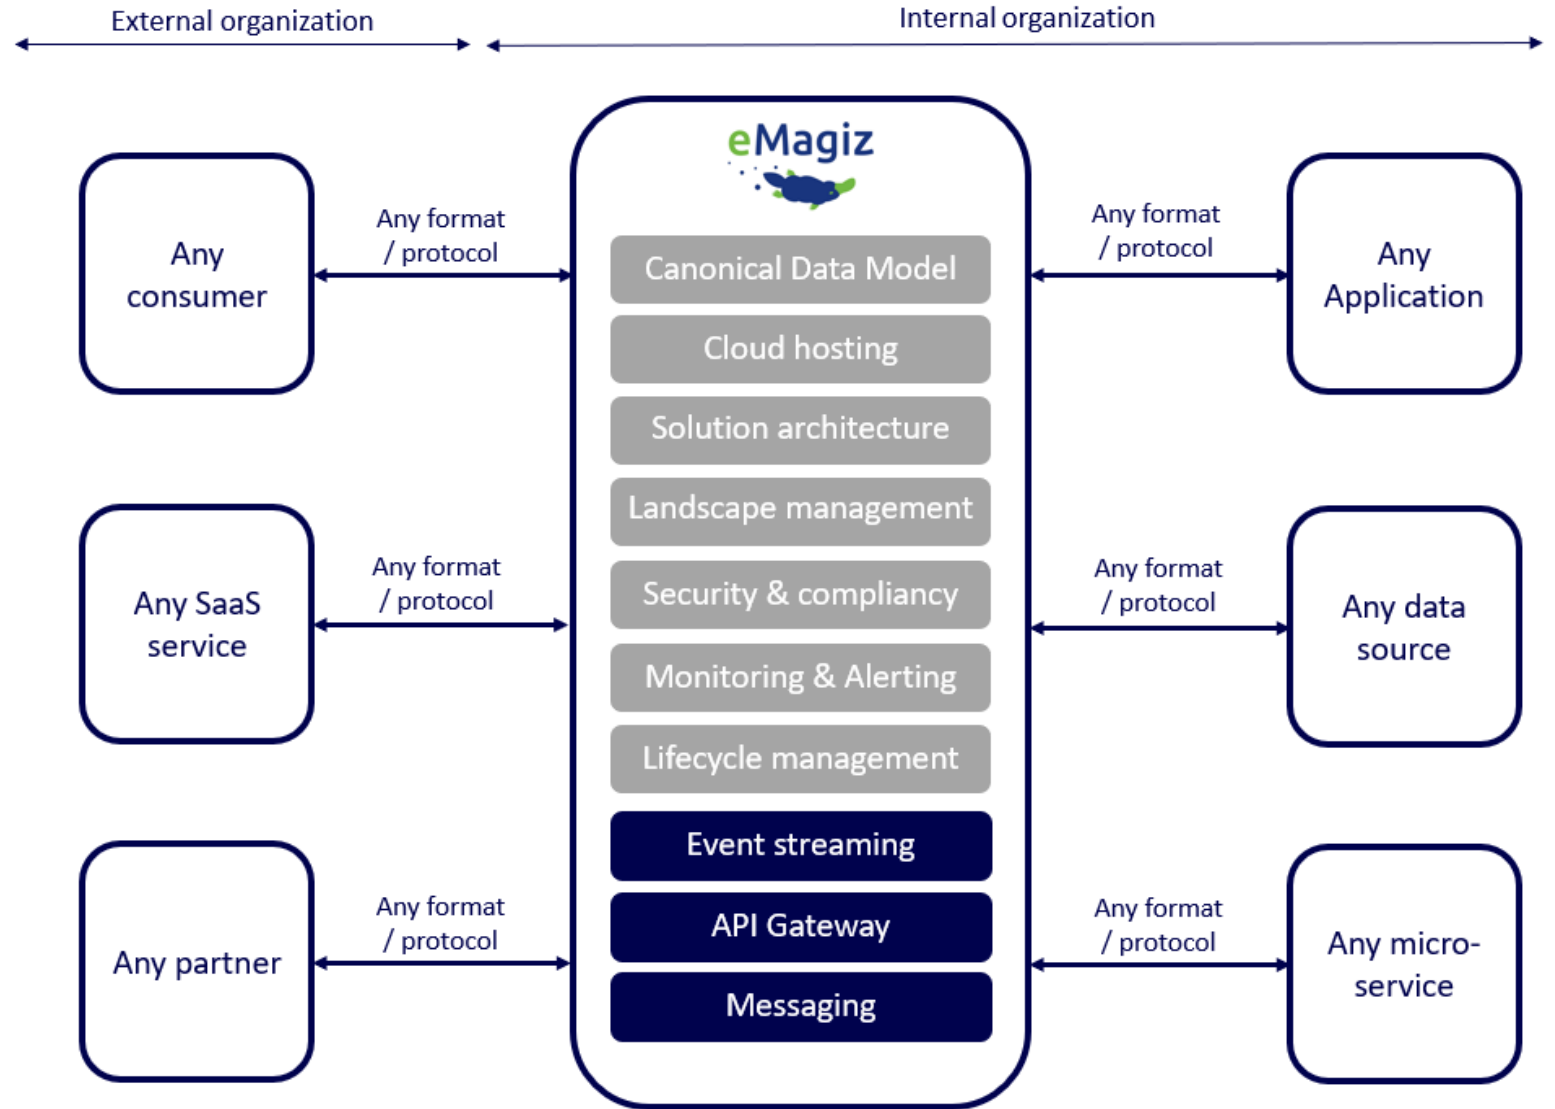 External organization
Internal organization
eMagiz
Any
consumer
Any format
/ protocol
Canonical Data Model
Cloud hosting
Solution architecture
Landscape management
Security & compliancy
Monitoring & Alerting
Lifecycle management
Event streaming
API Gateway
Messaging
Any format
/ protocol
Any
Application
Any SaaS
service
Any format
/ protocol
Any format
/ protocol
Any data
source
Any partner
Any format
/ protocol
Any format
/ protocol
Any micro-
service